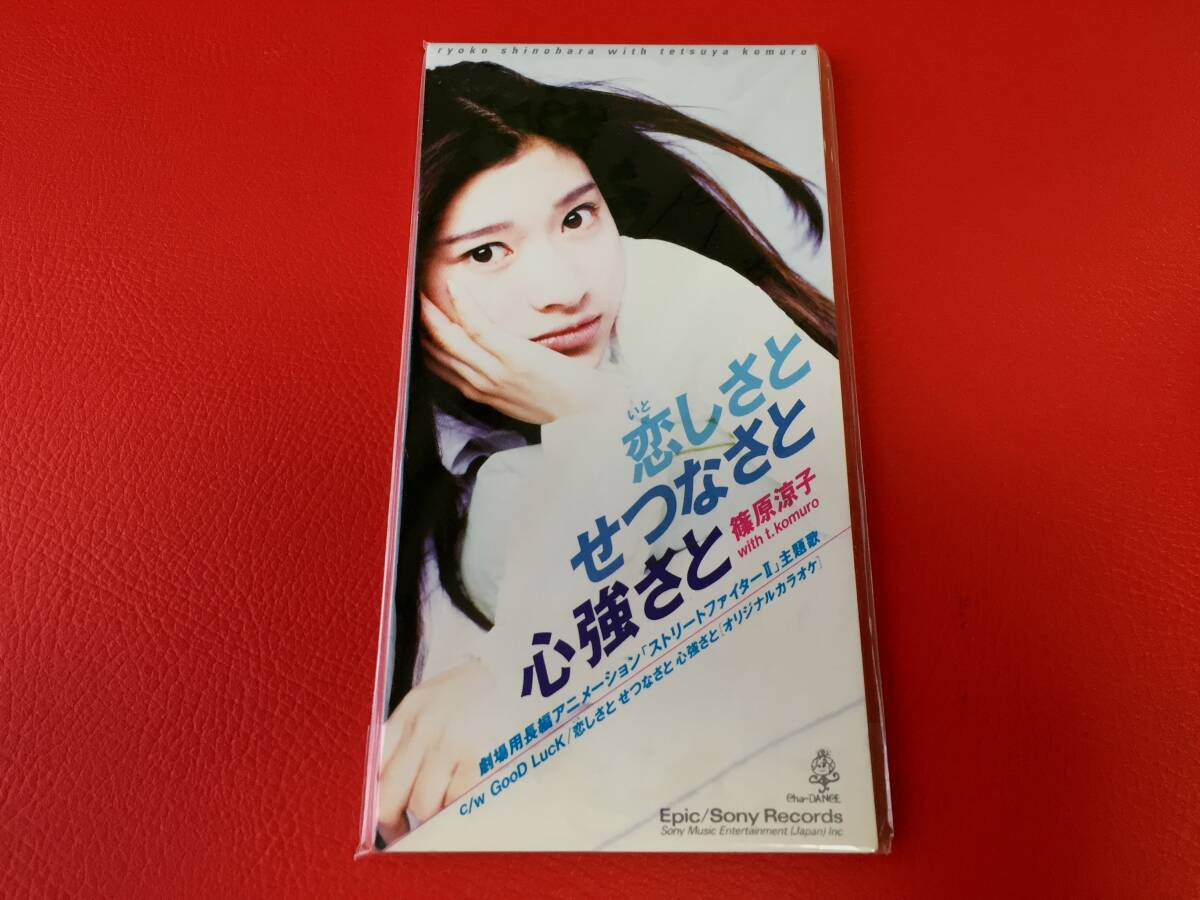 ryoko shinohara with tetsuya komuro
いと
恋しさと
せつなさと
心強さと
篠原涼子
with t.komuro
劇場用長編アニメーション「ストリートファイターⅡ」主題歌
c/w GooD LucK/恋しさと せつなさと 心強さと[オリジナルカラオケ]
Cha-DANCE
Epic/Sony Records
Sony Music Entertainment (Japan) Inc